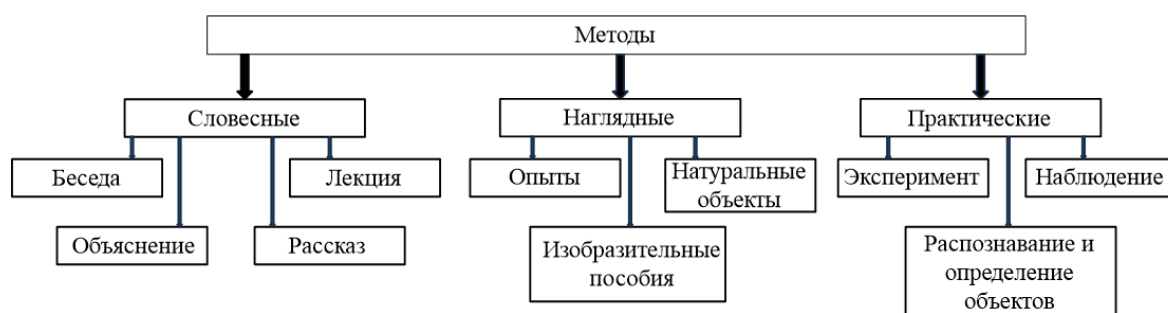 Методы
Словесные
Наглядные
Практические
Беседа
Лекция
Опыты
Натуральные
объекты
Эксперимент
Наблюдение
Объяснение
Рассказ
Изобразительные
пособия
Распознавание и
определение
объектов